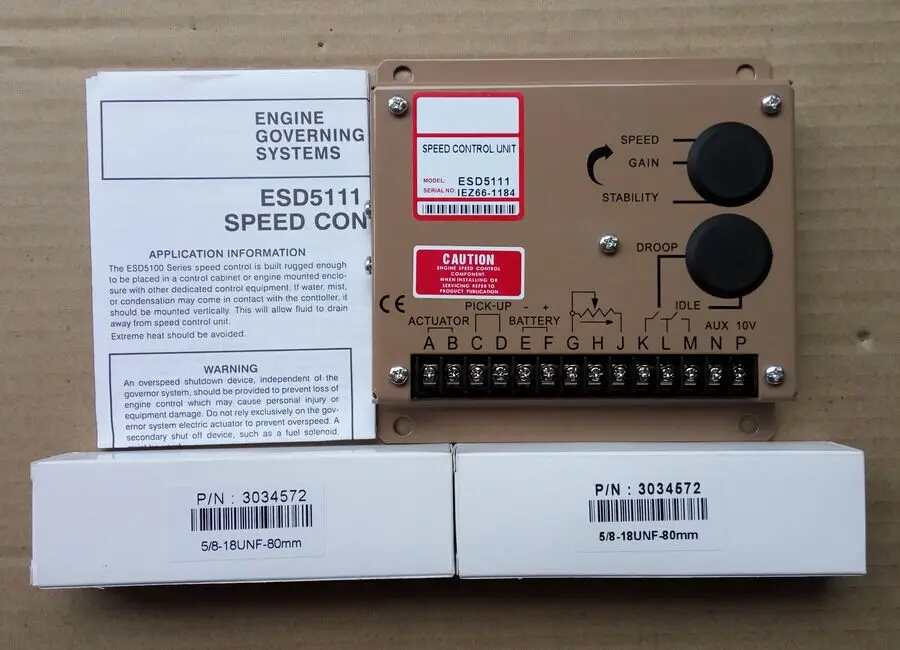 ENGINE
GOVERNING
SYSTEMS
ESD5111
SPEED CON
APPLICATION INFORMATION
The ESD5100 Series speed control is built rugged enough
to be placed in a control cabinet or engine mounted enclo-
sure with other dedicated control equipment. If water, mist,
or condensation may come in contact with the contloller, it
should be mounted vertically. This will allow fluid to drain
away from speed control unit.
Extreme heat should be avoided.
WARNING
An overspeed shutdown device, independent of the
governor system, should be provided to prevent loss of
engine control which may cause personal injury or
equipment damage. Do not rely exclusively on the gov-
ernor system electric actuator to prevent overspeed. A
secondary shut off device, such as a fuel solenoid,
SPEED CONTROL UNIT
MODEL: ESD5111
SERIAL NO: IEZ66-1184
CAUTION
ENGINE SPEED CONTROL
COMPONENT.
WHEN INSTALLING OR
SERVICING REFER TO
PRODUCT PUBLICATION
SPEED
GAIN
STABILITY
DROOP
IDLE
CE
PICK-UP - +
ACTUATOR BATTERY AUX 10V
A B C D E F G H J K L M N P
P/N : 3034572
5/8-18UNF-80mm
P/N : 3034572
5/8-18UNF-80mm